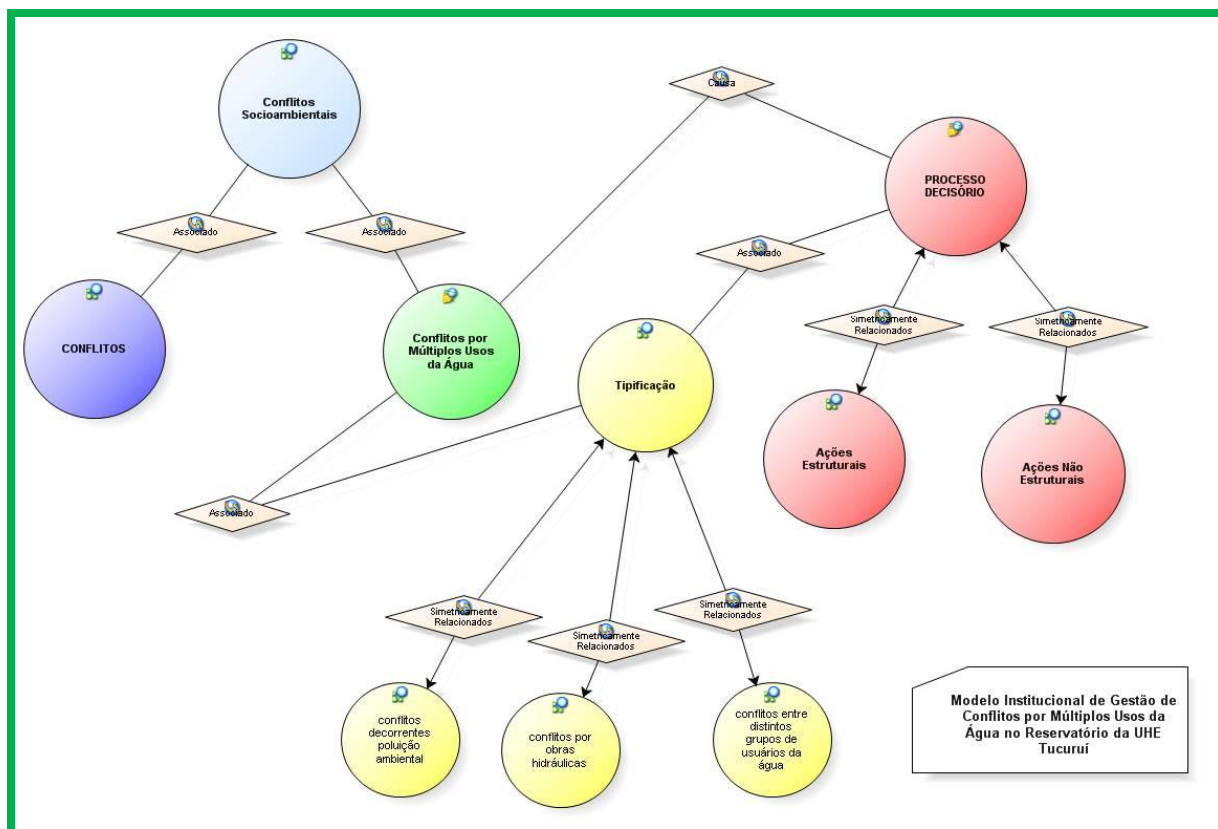 Conflitos
Socioambientais
Causa
PROCESSO
DECISÓRIO
Associado
Associado
Associado
CONFLITOS
Conflitos por
Múltiplos Usos
da Água
Simetricamente
Relacionados
Simetricamente
Relacionados
Tipificação
Ações
Estruturais
Ações Não
Estruturais
Associado
Simetricamente
Relacionados
Simetricamente
Relacionados
Simetricamente
Relacionados
conflitos
decorrentes
poluição
ambiental
conflitos por
obras
hidráulicas
conflitos entre
distintos
grupos de
usuários da
água
Modelo Institucional de Gestão de
Conflitos por Múltiplos Usos da
Água no Reservatório da UHE
Tucuruí